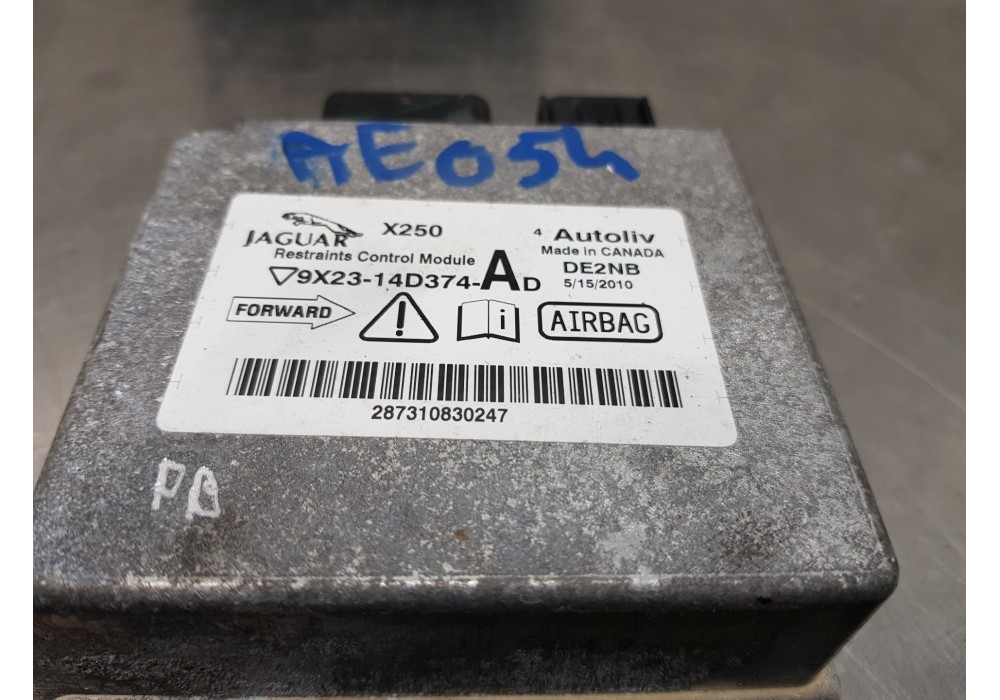 AE054
JAGUAR X250
Restraints Control Module
9X23-14D374-AD
4 Autoliv
Made in CANADA
DE2NB
5/15/2010
FORWARD
! i AIRBAG
287310830247
PB